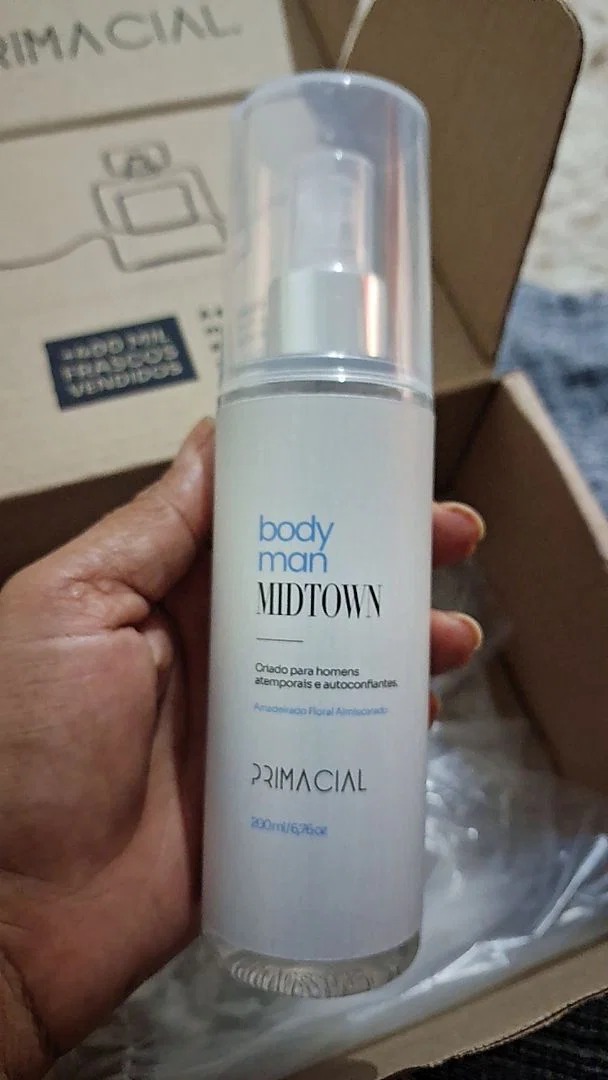 PRIMACIAL.
+400 MIL
FRASCOS
VENDIDOS
body
man
MIDTOWN
Criado para homens
atemporais e autoconfiantes.
Amadeirado Floral Almiscarado
PRIMACIAL
200ml/6,76oz